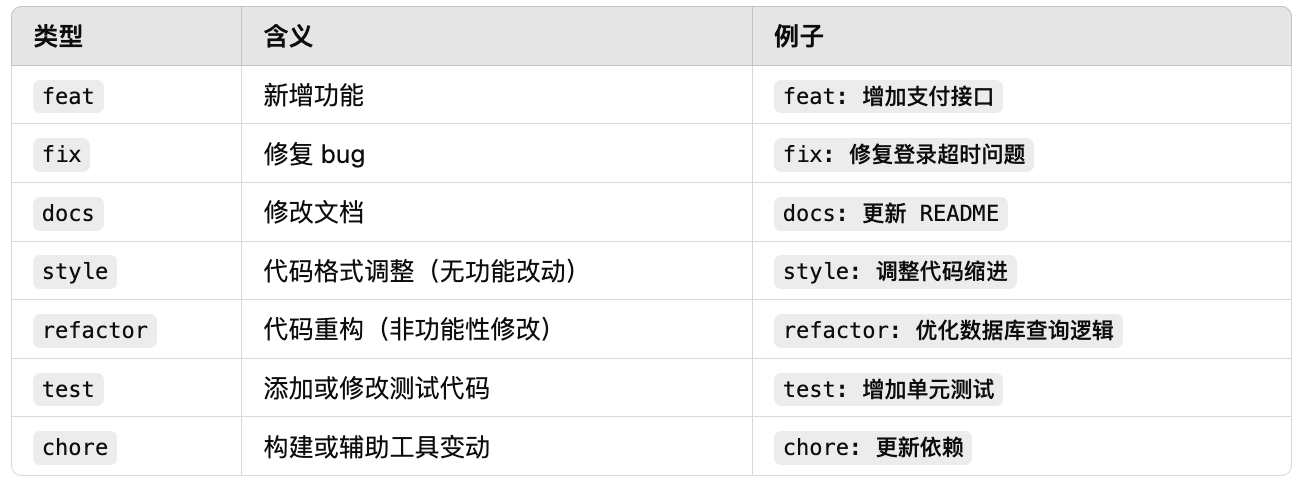 类型 含义 例子
feat 新增功能 feat: 增加支付接口
fix 修复 bug fix: 修复登录超时问题
docs 修改文档 docs: 更新 README
style 代码格式调整（无功能改动） style: 调整代码缩进
refactor 代码重构（非功能性修改） refactor: 优化数据库查询逻辑
test 添加或修改测试代码 test: 增加单元测试
chore 构建或辅助工具变动 chore: 更新依赖